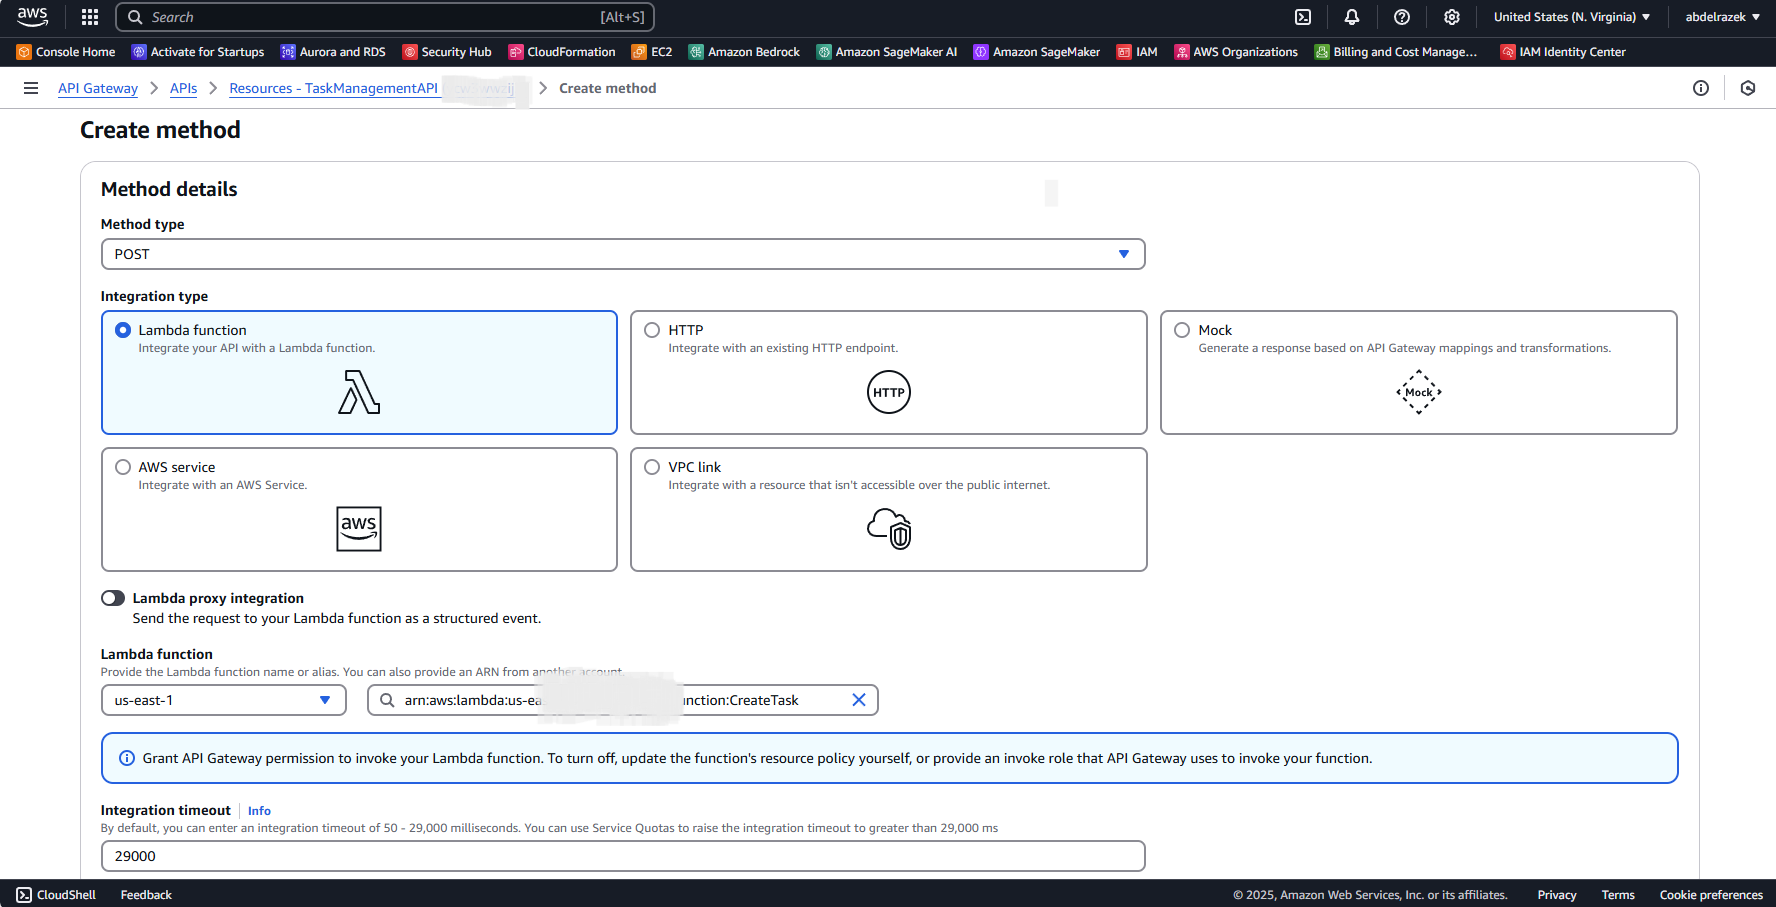 aws
Search [Alt+S]
United States (N. Virginia)
abdelrazek
Console Home
Activate for Startups
Aurora and RDS
Security Hub
CloudFormation
EC2
Amazon Bedrock
Amazon SageMaker AI
Amazon SageMaker
IAM
AWS Organizations
Billing and Cost Manage...
IAM Identity Center
API Gateway
APIs
Resources - TaskManagementAPI
Create method
Create method
Method details
Method type
POST
Integration type
Lambda function
Integrate your API with a Lambda function.
HTTP
Integrate with an existing HTTP endpoint.
HTTP
Mock
Generate a response based on API Gateway mappings and transformations.
Mock
AWS service
Integrate with an AWS Service.
aws
VPC link
Integrate with a resource that isn't accessible over the public internet.
Lambda proxy integration
Send the request to your Lambda function as a structured event.
Lambda function
Provide the Lambda function name or alias. You can also provide an ARN from another account.
us-east-1
arn:aws:lambda:us-ea nction:CreateTask
Grant API Gateway permission to invoke your Lambda function. To turn off, update the function's resource policy yourself, or provide an invoke role that API Gateway uses to invoke your function.
Integration timeout
Info
By default, you can enter an integration timeout of 50 - 29,000 milliseconds. You can use Service Quotas to raise the integration timeout to greater than 29,000 ms
29000
CloudShell
Feedback
© 2025, Amazon Web Services, Inc. or its affiliates.
Privacy
Terms
Cookie preferences